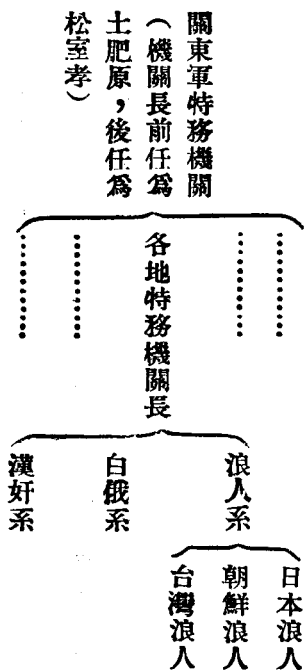 關東軍特務機關
（機關長前任爲
土肥原，後任爲
松室孝）
…………
…………
各地特務機關長
…………
…………
浪人系
白俄系
漢奸系
日本浪人
朝鮮浪人
台灣浪人